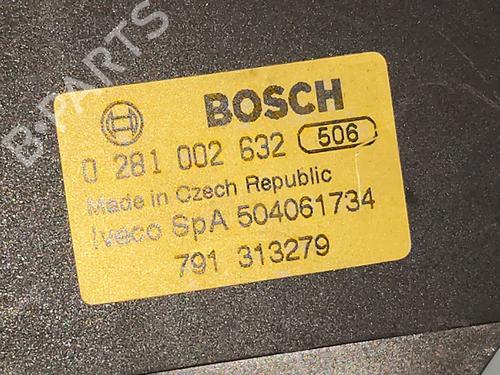 B-PARTS
BOSCH
0 281 002 632 506
Made in Czech Republic
Iveco SpA 504061734
791 313279